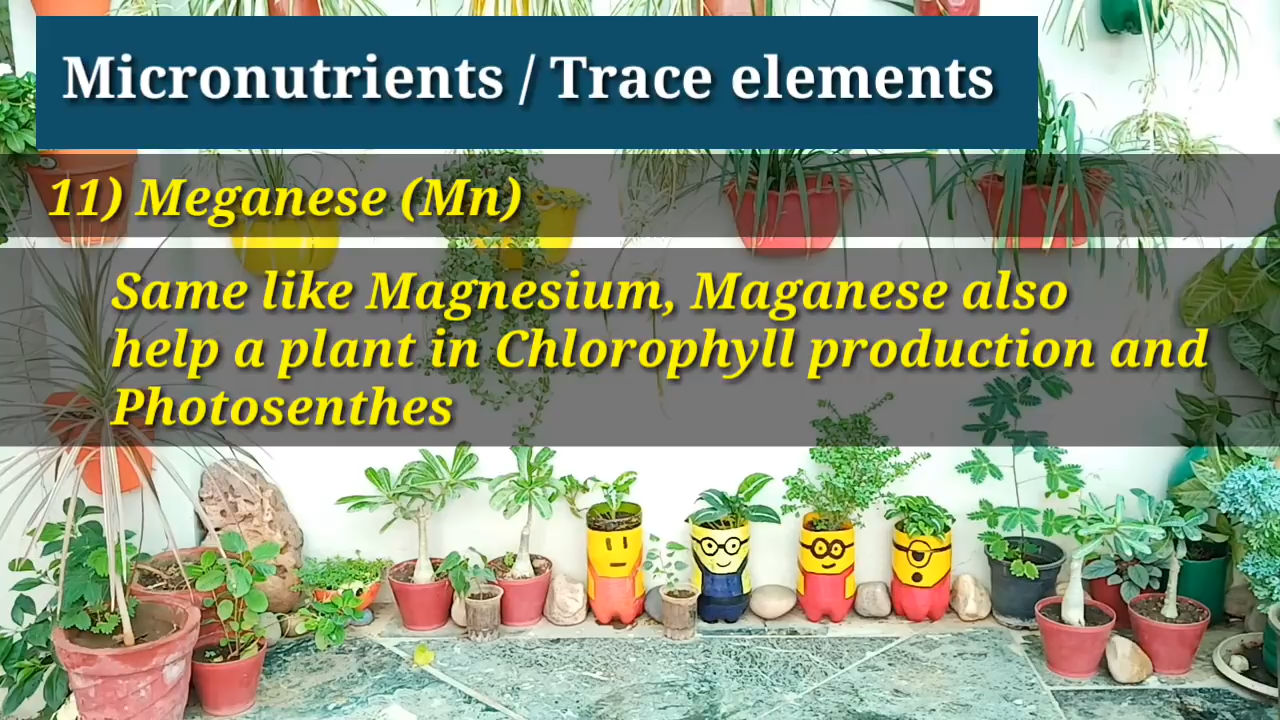 Micronutrients / Trace elements
11) Meganese (Mn)
Same like Magnesium, Maganese also
help a plant in Chlorophyll production and
Photosenthes